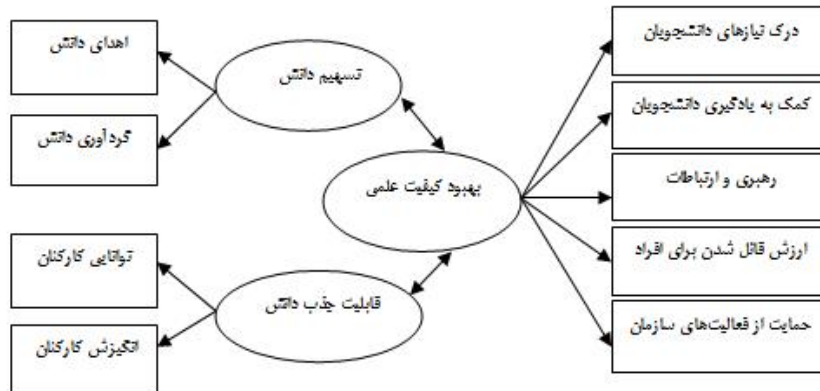 درک نیازهای دانشجویان
کمک به یادگیری دانشجویان
رهبری و ارتباطات
ارزش قائل شدن برای افراد
حمایت از فعالیت‌های سازمان
بهبود کیفیت علمی
تسهیم دانش
اهدای دانش
گردآوری دانش
قابلیت جذب دانش
توانایی کارکنان
انگیزش کارکنان